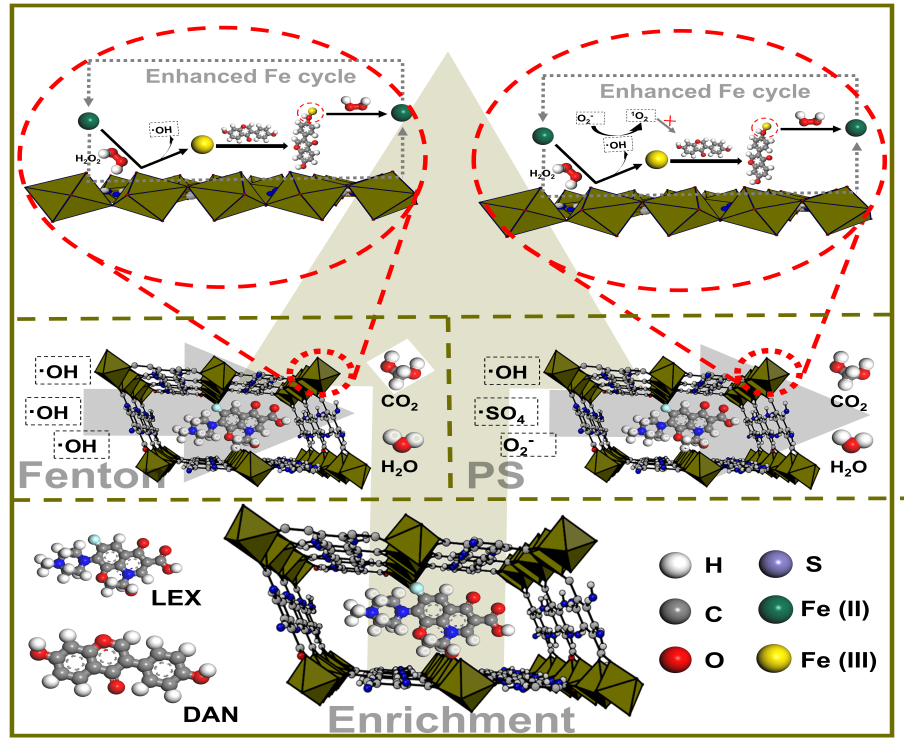 Enhanced Fe cycle
·OH
H₂O₂
Enhanced Fe cycle
O₂⁻
¹O₂
·OH
H₂O₂
·OH
·OH
·OH
CO₂
H₂O
Fenton
·OH
·SO₄
O₂⁻
CO₂
H₂O
PS
LEX
DAN
Enrichment
H
S
C
Fe (II)
O
Fe (III)